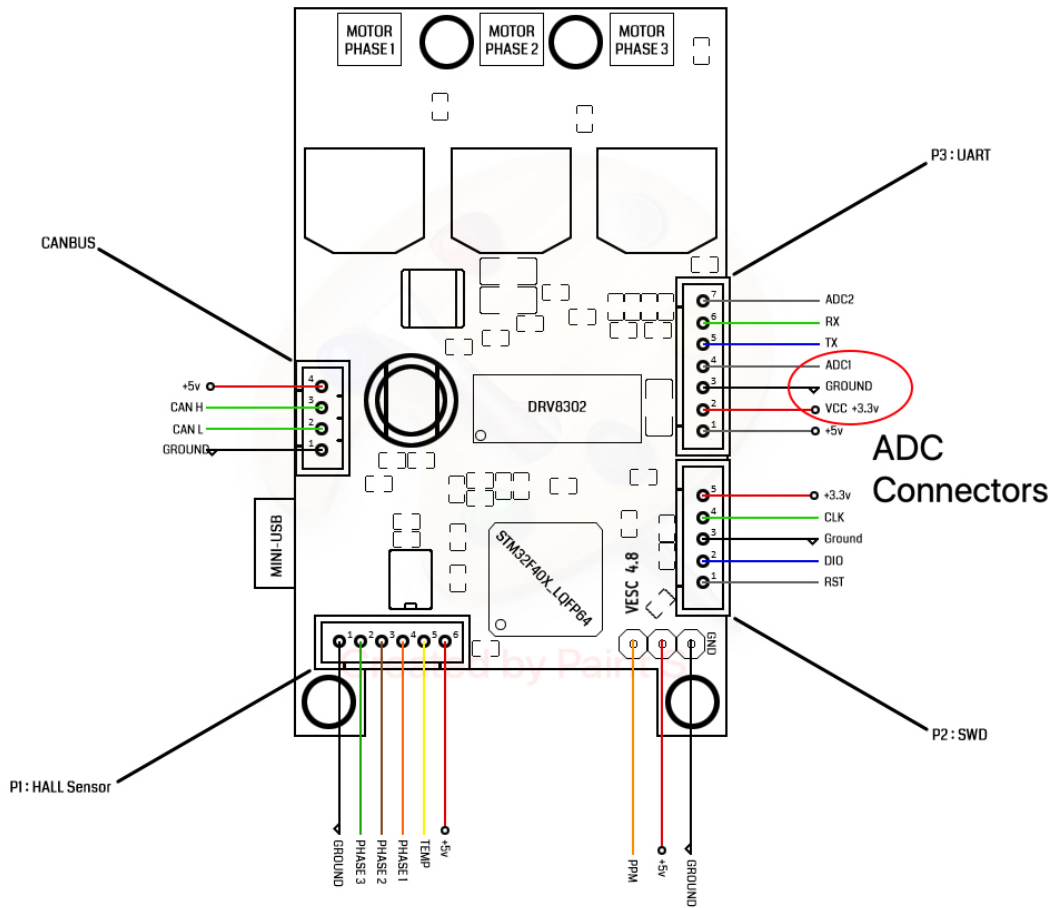 MOTOR
PHASE 1
MOTOR
PHASE 2
MOTOR
PHASE 3
P3 : UART
CANBUS
7
ADC2
6
RX
5
TX
4
ADC1
3
GROUND
2
VCC +3.3v
1
+5v
ADC
Connectors
4
+5v
3
CAN H
2
CAN L
1
GROUND
DRV8302
MINI-USB
STM32F40X_LQFP64
VESC 4.8
5
+3.3v
4
CLK
3
Ground
2
DIO
1
RST
GND
1 2 3 4 5 6
Created by Paint S
P2 : SWD
P1 : HALL Sensor
GROUND
PHASE 3
PHASE 2
PHASE 1
TEMP
+5v
PPM
+5v
GROUND